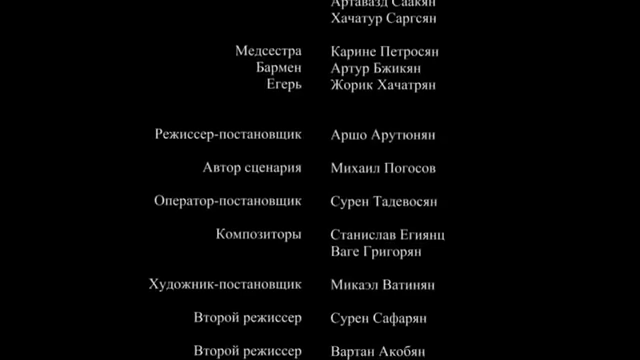 Артавазд Саакян
Хачатур Саргсян
Медсестра Карине Петросян
Бармен Артур Бжикян
Егерь Жорик Хачатрян
Режиссер-постановщик Аршо Арутюнян
Автор сценария Михаил Погосов
Оператор-постановщик Сурен Тадевосян
Композиторы Станислав Егиянц
Ваге Григорян
Художник-постановщик Микаэл Ватинян
Второй режиссер Сурен Сафарян
Второй режиссер Вартан Акобян